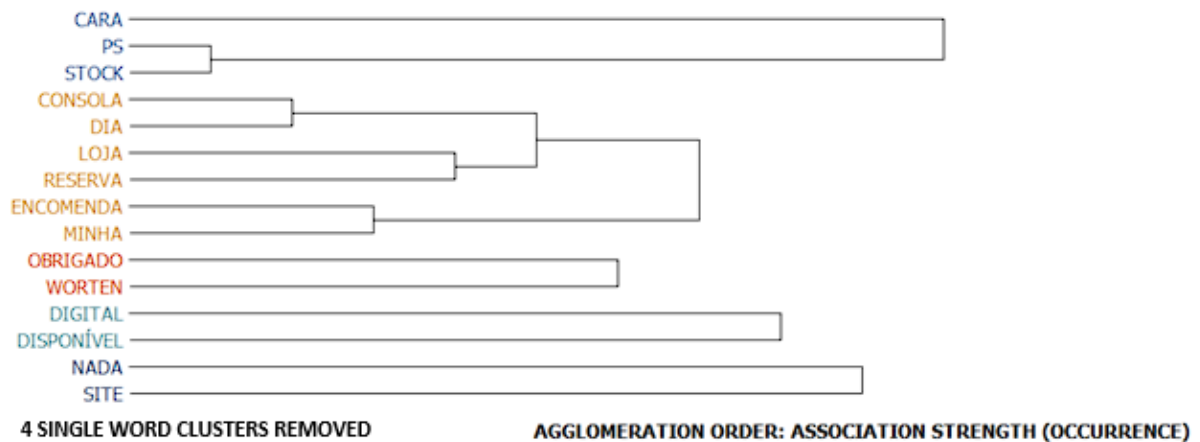 CARA
PS
STOCK
CONSOLA
DIA
LOJA
RESERVA
ENCOMENDA
MINHA
OBRIGADO
WORTEN
DIGITAL
DISPONÍVEL
NADA
SITE
4 SINGLE WORD CLUSTERS REMOVED
AGGLOMERATION ORDER: ASSOCIATION STRENGTH (OCCURRENCE)